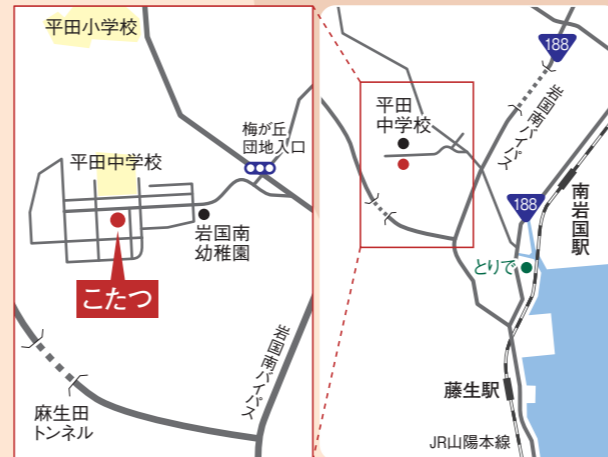 平田小学校
梅が丘
団地入口
平田中学校
岩国南
幼稚園
こたつ
岩国南バイパス
麻生田
トンネル
188
岩国南バイパス
平田
中学校
188
南岩国駅
とりで
藤生駅
JR山陽本線